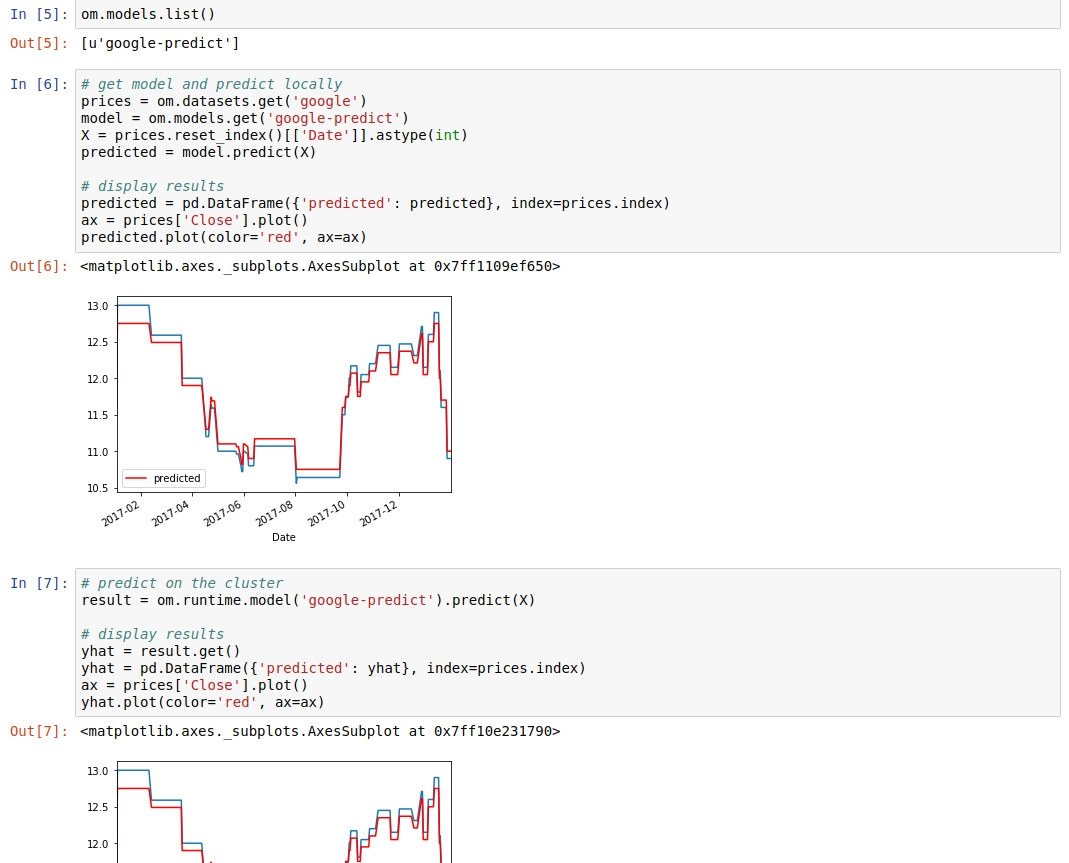 In [5]: om.models.list()
Out[5]: [u'google-predict']
In [6]: # get model and predict locally
prices = om.datasets.get('google')
model = om.models.get('google-predict')
X = prices.reset_index()[['Date']].astype(int)
predicted = model.predict(X)
# display results
predicted = pd.DataFrame({'predicted': predicted}, index=prices.index)
ax = prices['Close'].plot()
predicted.plot(color='red', ax=ax)
Out[6]: <matplotlib.axes._subplots.AxesSubplot at 0x7ff1109ef650>
13.0
12.5
12.0
11.5
11.0
10.5
predicted
2017-02 2017-04 2017-06 2017-08 2017-10 2017-12
Date
In [7]: # predict on the cluster
result = om.runtime.model('google-predict').predict(X)
# display results
yhat = result.get()
yhat = pd.DataFrame({'predicted': yhat}, index=prices.index)
ax = prices['Close'].plot()
yhat.plot(color='red', ax=ax)
Out[7]: <matplotlib.axes._subplots.AxesSubplot at 0x7ff10e231790>
13.0
12.5
12.0